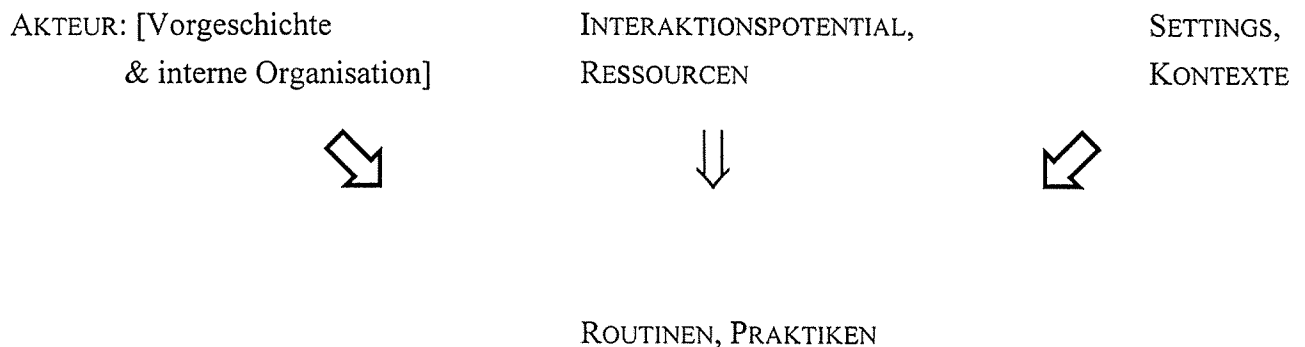 AKTEUR: [Vorgeschichte
& interne Organisation]
INTERAKTIONSPOTENTIAL,
RESSOURCEN
SETTINGS,
KONTEXTE
ROUTINEN, PRAKTIKEN